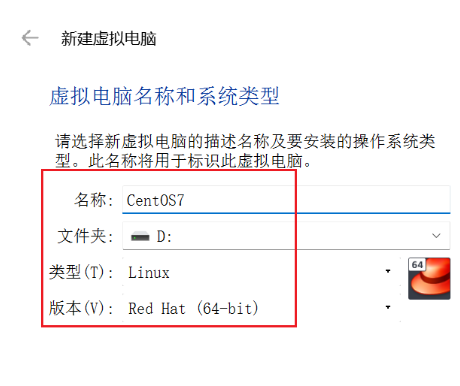 新建虚拟电脑
虚拟电脑名称和系统类型
请选择新虚拟电脑的描述名称及要安装的操作系统类
型。此名称将用于标识此虚拟电脑。
名称: CentOS7
文件夹: D:
类型(T): Linux
64
版本(V): Red Hat (64-bit)